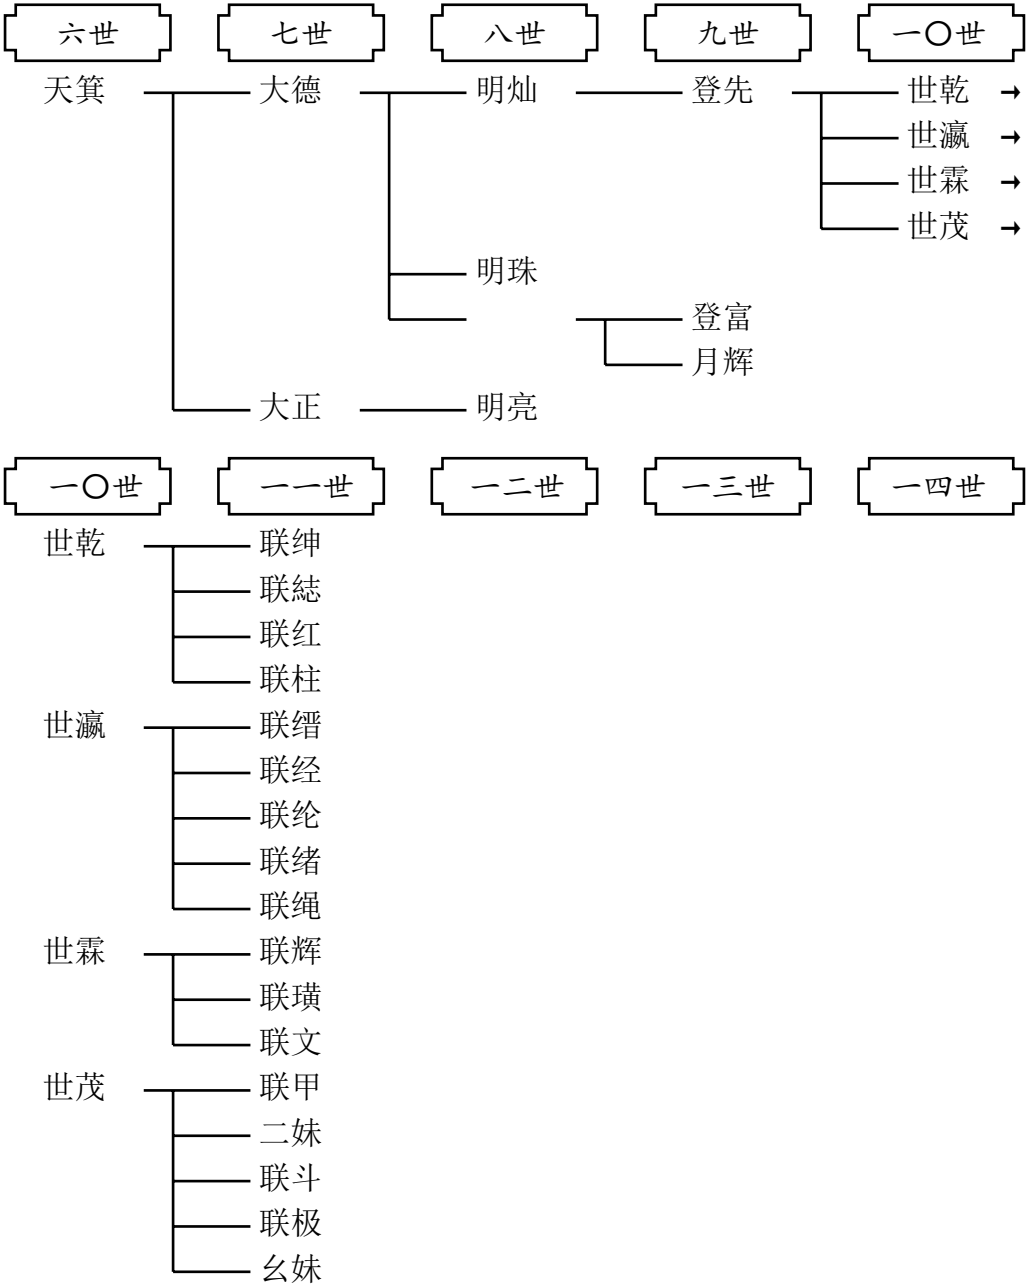 六世 七世 八世 九世 一〇世
天箕 大德 明灿 登先 世乾 →
世瀛 →
世霖 →
世茂 →
明珠
登富
月辉
大正 明亮
一〇世 一一世 一二世 一三世 一四世
世乾 联绅
联誌
联红
联柱
世瀛 联缙
联经
联纶
联绪
联绳
世霖 联辉
联璜
联文
世茂 联甲
二妹
联斗
联极
幺妹